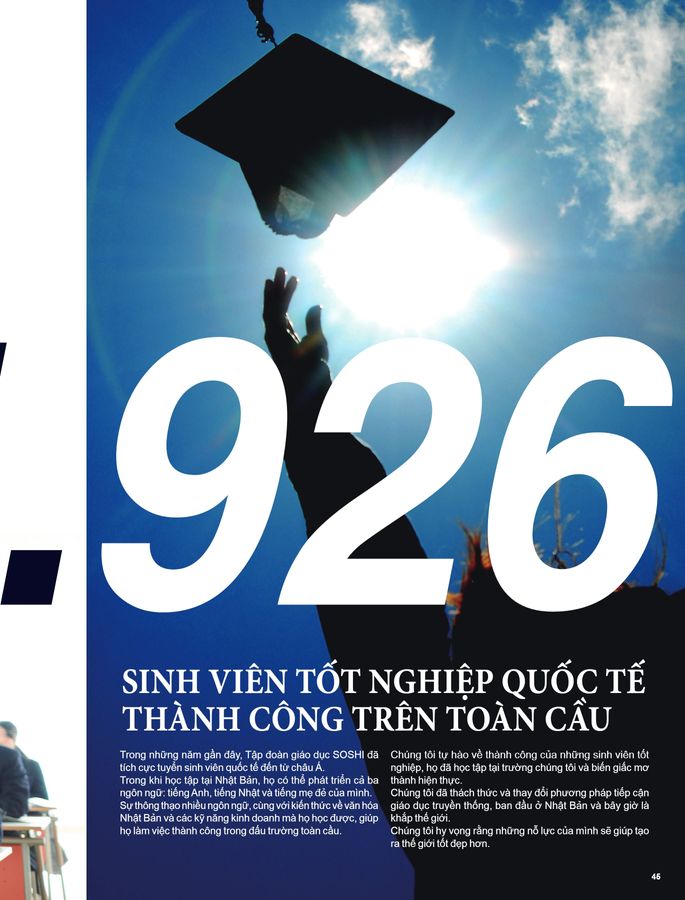 .926
SINH VIÊN TỐT NGHIỆP QUỐC TẾ
THÀNH CÔNG TRÊN TOÀN CẦU
Trong những năm gần đây, Tập đoàn giáo dục SOSHI đã
tích cực tuyển sinh viên quốc tế đến từ châu Á.
Trong khi học tập tại Nhật Bản, họ có thể phát triển cả ba
ngôn ngữ: tiếng Anh, tiếng Nhật và tiếng mẹ đẻ của mình.
Sự thông thạo nhiều ngôn ngữ, cùng với kiến thức về văn hóa
Nhật Bản và các kỹ năng kinh doanh mà họ học được, giúp
họ làm việc thành công trong đấu trường toàn cầu.
Chúng tôi tự hào về thành công của những sinh viên tốt
nghiệp, họ đã học tập tại trường chúng tôi và biến giấc mơ
thành hiện thực.
Chúng tôi đã thách thức và thay đổi phương pháp tiếp cận
giáo dục truyền thống, ban đầu ở Nhật Bản và bây giờ là
khắp thế giới.
Chúng tôi hy vọng rằng những nỗ lực của mình sẽ giúp tạo
ra thế giới tốt đẹp hơn.
46